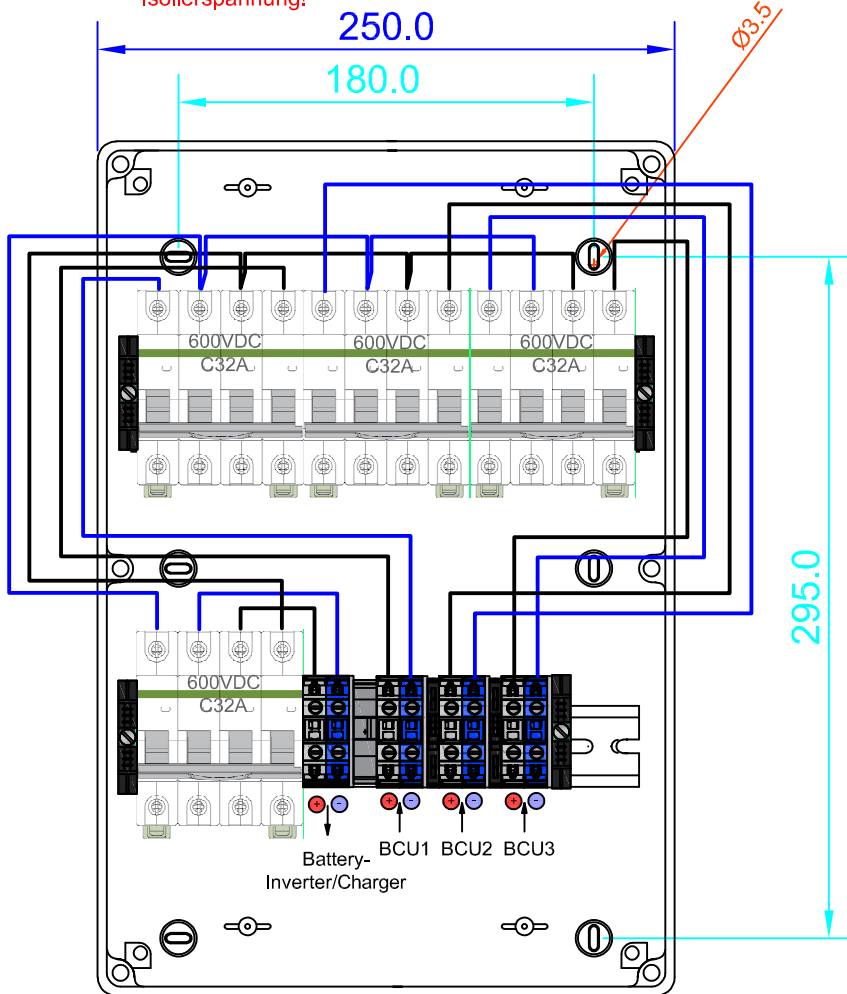 Isolierspannung!
250.0
180.0
Ø3.5
600VDC
C32A
600VDC
C32A
600VDC
C32A
295.0
600VDC
C32A
+ -
+ -
+ -
+ -
Battery-
Inverter/Charger
BCU1
BCU2
BCU3